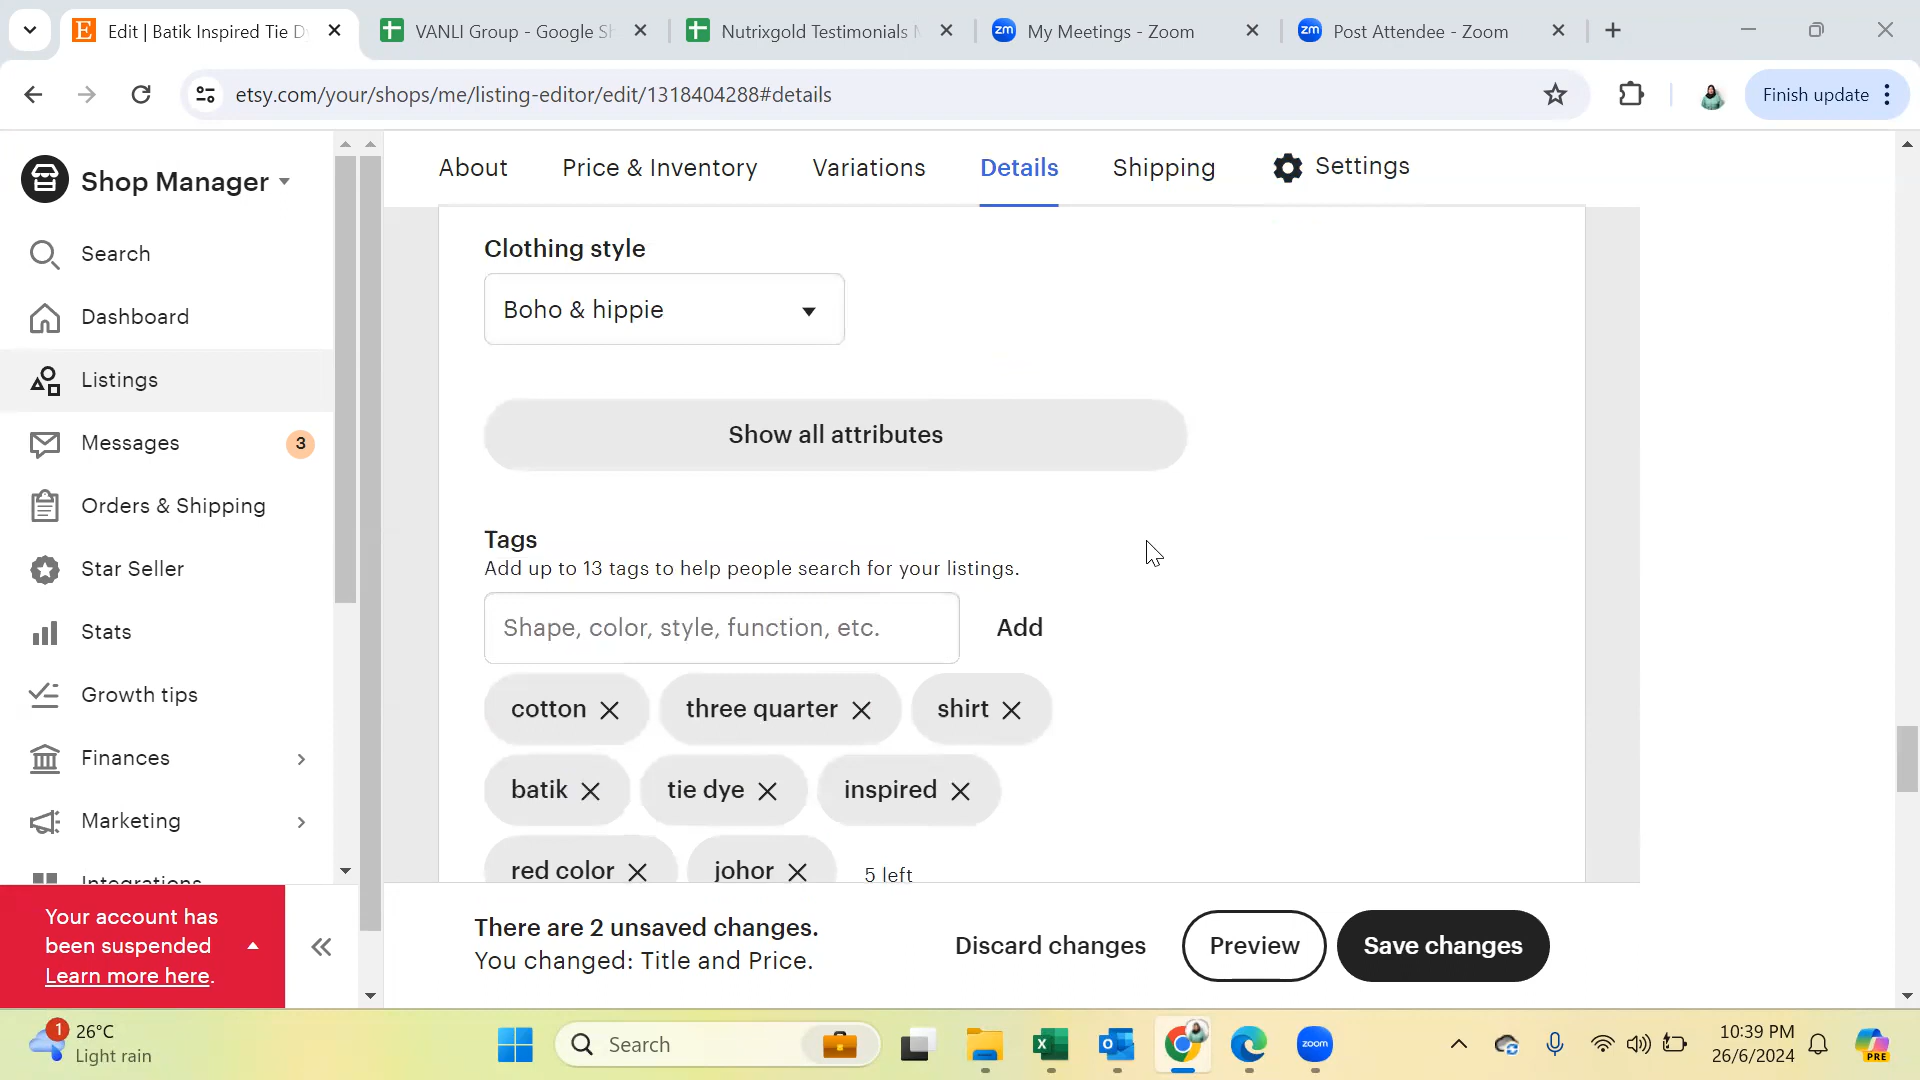 Edit | Batik Inspired Tie D
VANLI Group - Google Sh
Nutrixgold Testimonials
My Meetings - Zoom
Post Attendee - Zoom
etsy.com/your/shops/me/listing-editor/edit/1318404288#details
Finish update
Shop Manager
Search
Dashboard
Listings
Messages
3
Orders & Shipping
Star Seller
Stats
Growth tips
Finances
Marketing
Integrations
Your account has
been suspended
Learn more here.
About
Price & Inventory
Variations
Details
Shipping
Settings
Clothing style
Boho & hippie
Show all attributes
Tags
Add up to 13 tags to help people search for your listings.
Shape, color, style, function, etc.
Add
cotton
three quarter
shirt
batik
tie dye
inspired
red color
johor
5 left
There are 2 unsaved changes.
You changed: Title and Price.
Discard changes
Preview
Save changes
1
26°C
Light rain
Search
zoom
10:39 PM
26/6/2024
PRE